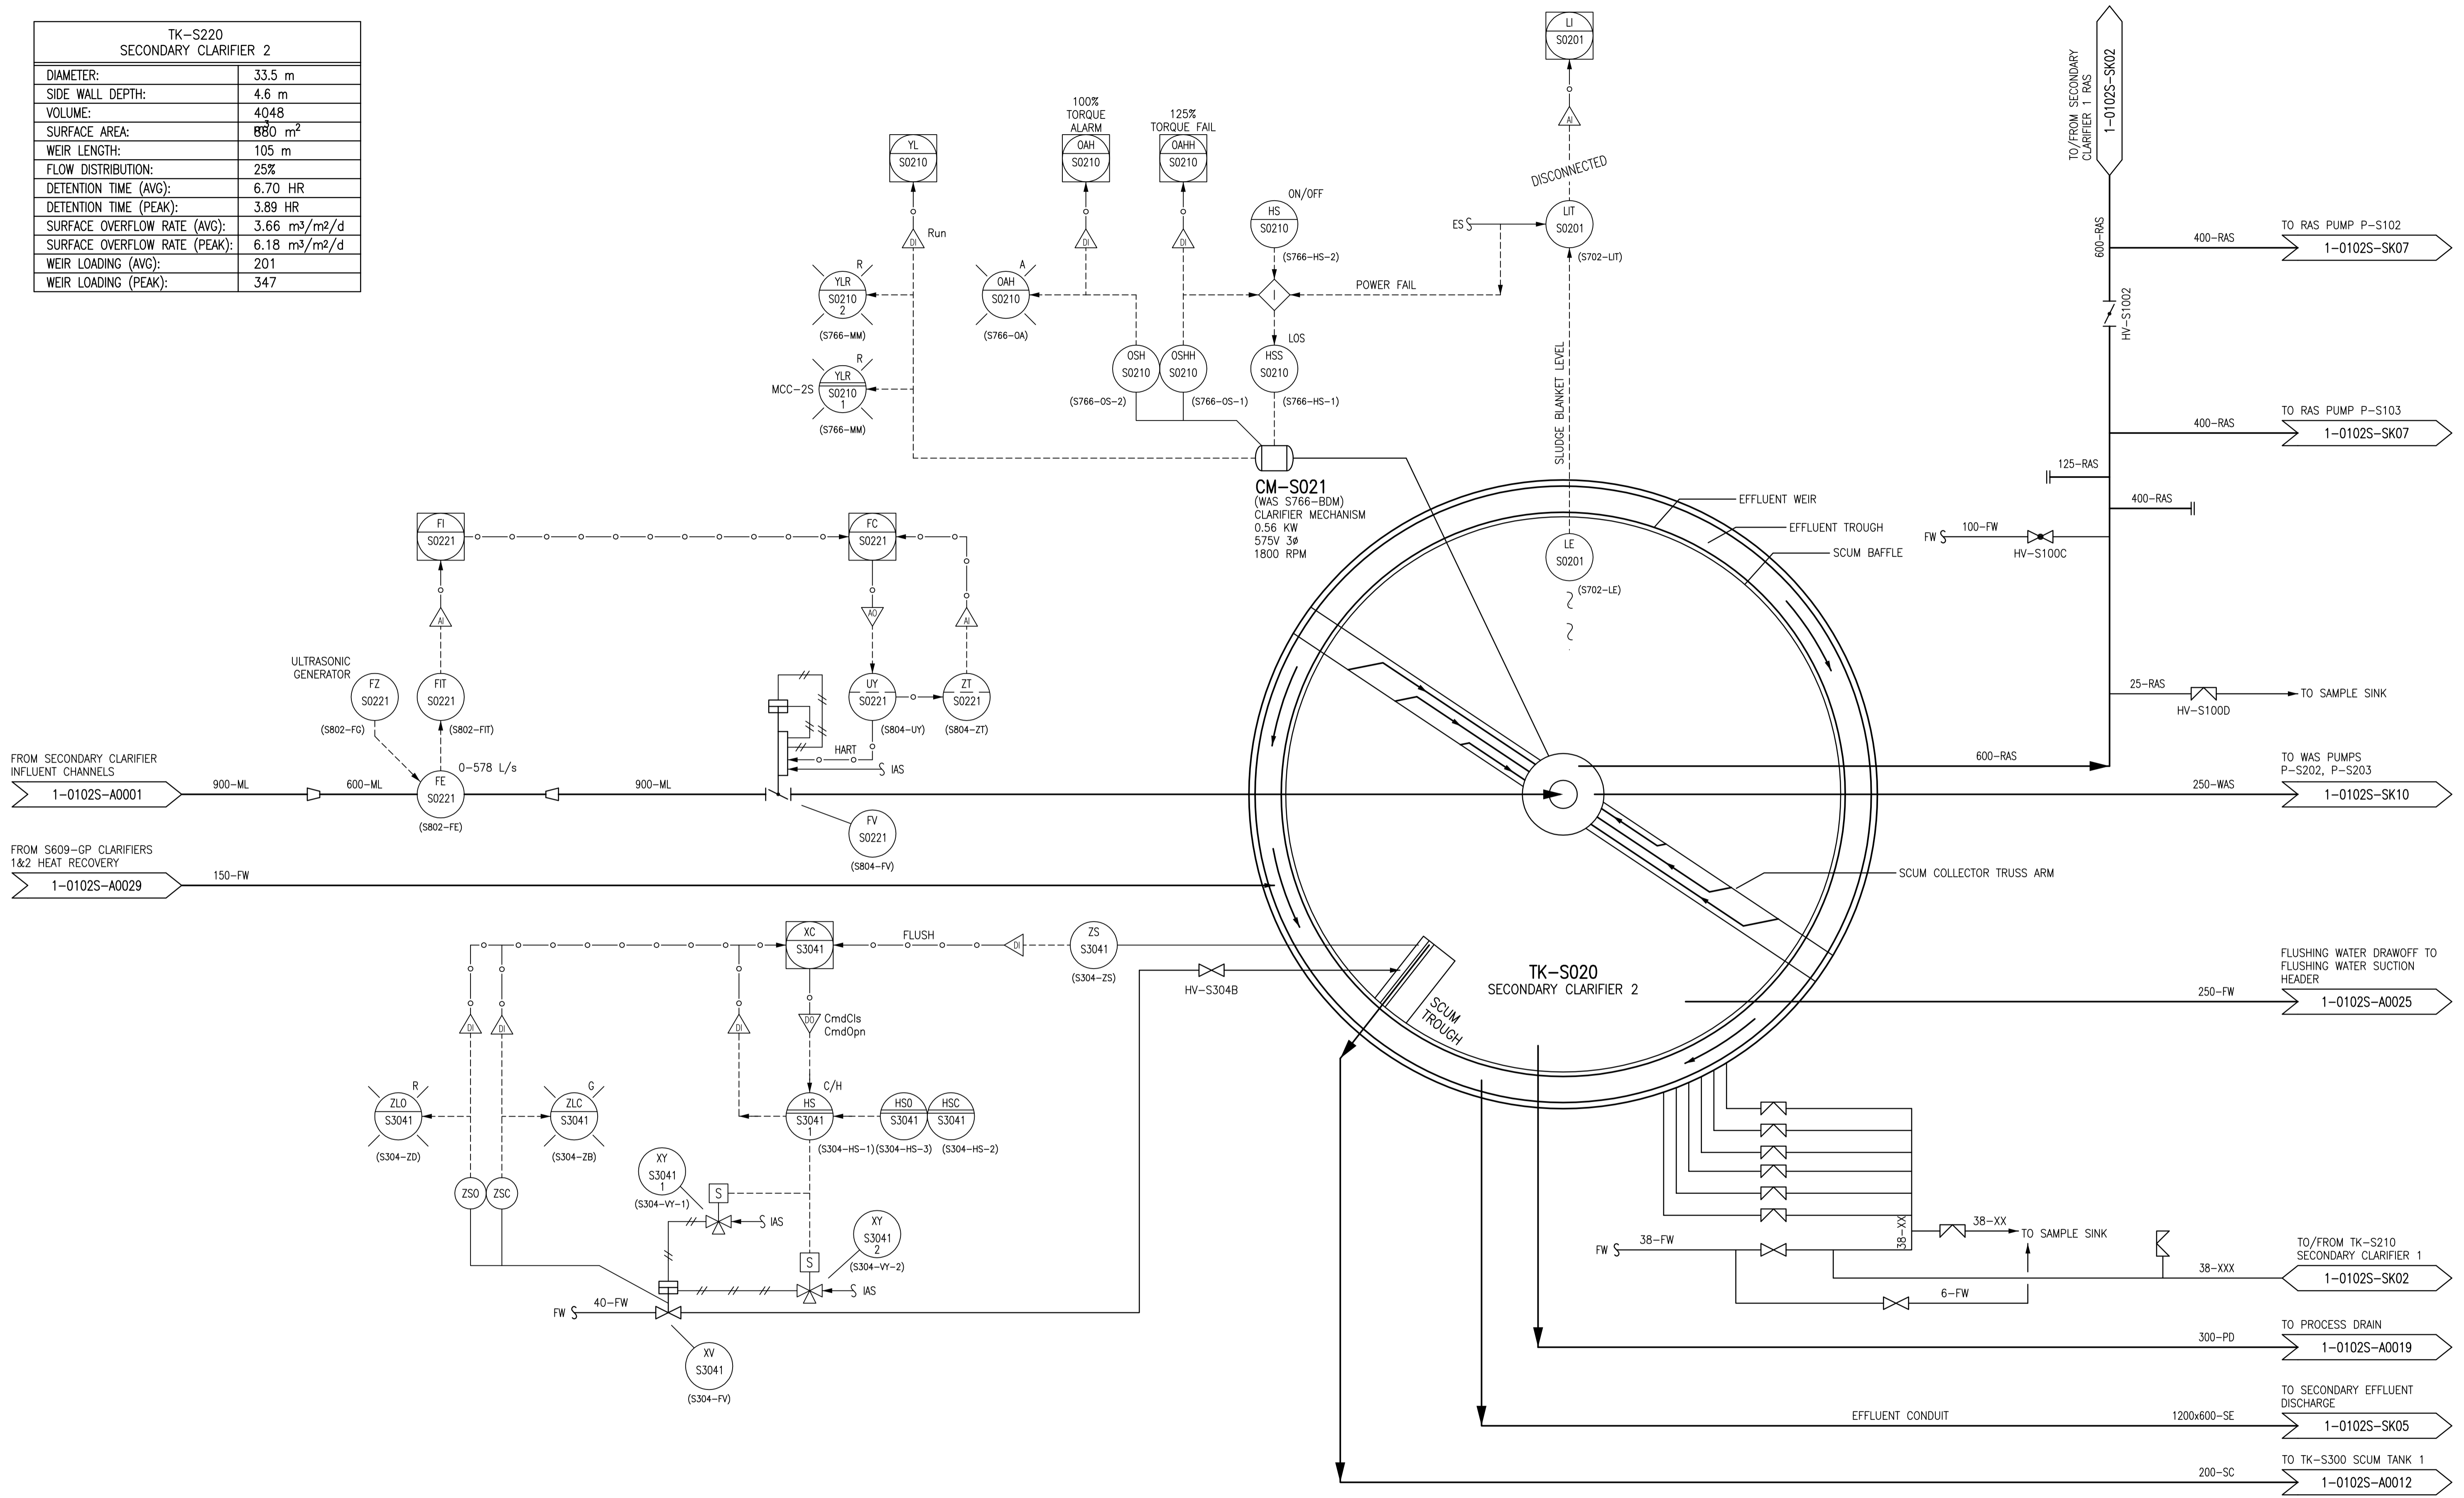 TK-S220
SECONDARY CLARIFIER 2
DIAMETER: 33.5 m
SIDE WALL DEPTH: 4.6 m
VOLUME: 4048 m³
SURFACE AREA: 880 m²
WEIR LENGTH: 105 m
FLOW DISTRIBUTION: 25%
DETENTION TIME (AVG): 6.70 HR
DETENTION TIME (PEAK): 3.89 HR
SURFACE OVERFLOW RATE (AVG): 3.66 m3/m2/d
SURFACE OVERFLOW RATE (PEAK): 6.18 m3/m2/d
WEIR LOADING (AVG): 201
WEIR LOADING (PEAK): 347
LI
S0201
AI
DISCONNECTED
ES
LIT
S0201
(S702-LIT)
POWER FAIL
SLUDGE BLANKET LEVEL
LE
S0201
(S702-LE)
YL
S0210
DI
Run
100%
TORQUE
ALARM
OAH
S0210
DI
125%
TORQUE FAIL
OAHH
S0210
DI
ON/OFF
HS
S0210
(S766-HS-2)
I
R
YLR
S0210
2
(S766-MM)
A
OAH
S0210
(S766-OA)
MCC-2S
R
YLR
S0210
1
(S766-MM)
OSH
S0210
(S766-OS-2)
OSHH
S0210
(S766-OS-1)
LOS
HSS
S0210
(S766-HS-1)
CM-S021
(WAS S766-BDM)
CLARIFIER MECHANISM
0.56 KW
575V 3ø
1800 RPM
EFFLUENT WEIR
EFFLUENT TROUGH
SCUM BAFFLE
SCUM COLLECTOR TRUSS ARM
TO/FROM SECONDARY
CLARIFIER 1 RAS
1-0102S-SK02
600-RAS
400-RAS
TO RAS PUMP P-S102
1-0102S-SK07
HV-S1002
400-RAS
TO RAS PUMP P-S103
1-0102S-SK07
125-RAS
400-RAS
FW
100-FW
HV-S100C
25-RAS
HV-S100D
TO SAMPLE SINK
600-RAS
TO WAS PUMPS
P-S202, P-S203
250-WAS
1-0102S-SK10
FI
S0221
AI
FC
S0221
AO
AI
ULTRASONIC
GENERATOR
FZ
S0221
(S802-FG)
FIT
S0221
(S802-FIT)
UY
S0221
(S804-UY)
ZT
S0221
(S804-ZT)
HART
IAS
FROM SECONDARY CLARIFIER
INFLUENT CHANNELS
1-0102S-A0001
900-ML
600-ML
FE
S0221
0-578 L/s
(S802-FE)
900-ML
FV
S0221
(S804-FV)
FROM S609-GP CLARIFIERS
1&2 HEAT RECOVERY
1-0102S-A0029
150-FW
XC
S3041
FLUSH
DI
ZS
S3041
(S304-ZS)
HV-S304B
DI
DI
DI
DO
CmdCls
CmdOpn
R
ZLO
S3041
(S304-ZD)
G
ZLC
S3041
(S304-ZB)
C/H
HS
S3041
1
(S304-HS-1)
HSO
S3041
(S304-HS-3)
HSC
S3041
(S304-HS-2)
ZSO
ZSC
XY
S3041
1
(S304-VY-1)
S
IAS
XY
S3041
2
(S304-VY-2)
S
IAS
FW
40-FW
XV
S3041
(S304-FV)
TK-S020
SECONDARY CLARIFIER 2
SCUM
TROUGH
FLUSHING WATER DRAWOFF TO
FLUSHING WATER SUCTION
HEADER
250-FW
1-0102S-A0025
38-XX
38-XX
TO SAMPLE SINK
FW
38-FW
6-FW
TO/FROM TK-S210
SECONDARY CLARIFIER 1
38-XXX
1-0102S-SK02
TO PROCESS DRAIN
300-PD
1-0102S-A0019
TO SECONDARY EFFLUENT
DISCHARGE
EFFLUENT CONDUIT
1200x600-SE
1-0102S-SK05
TO TK-S300 SCUM TANK 1
200-SC
1-0102S-A0012